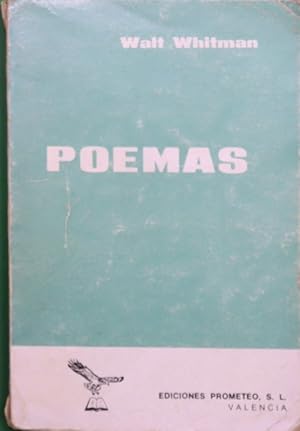 Walt Whitman
POEMAS
EDICIONES PROMETEO, S. L.
VALENCIA